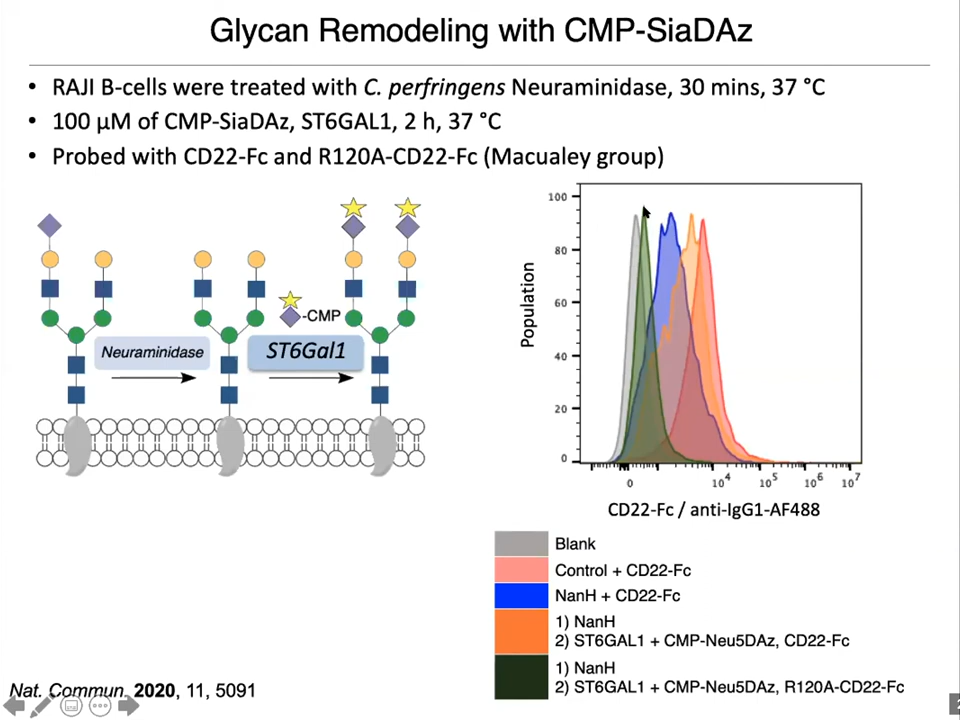 Glycan Remodeling with CMP-SiaDAz
• RAJI B-cells were treated with C. perfringens Neuraminidase, 30 mins, 37 °C
• 100 µM of CMP-SiaDAz, ST6GAL1, 2 h, 37 °C
• Probed with CD22-Fc and R120A-CD22-Fc (Macualey group)
Neuraminidase
-CMP
ST6Gal1
Population
100
80
60
40
20
0
0 10⁴ 10⁵ 10⁶ 10⁷
CD22-Fc / anti-IgG1-AF488
Blank
Control + CD22-Fc
NanH + CD22-Fc
1) NanH
2) ST6GAL1 + CMP-Neu5DAz, CD22-Fc
1) NanH
2) ST6GAL1 + CMP-Neu5DAz, R120A-CD22-Fc
Nat. Commun. 2020, 11, 5091